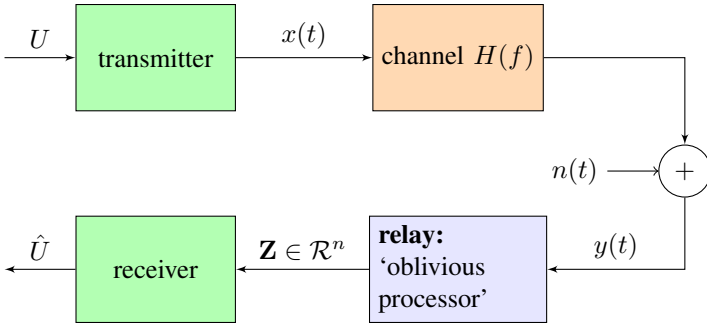 U
transmitter
x(t)
channel H(f)
n(t)
+
y(t)
relay:
‘oblivious
processor’
Z ∈ ℛⁿ
receiver
Û